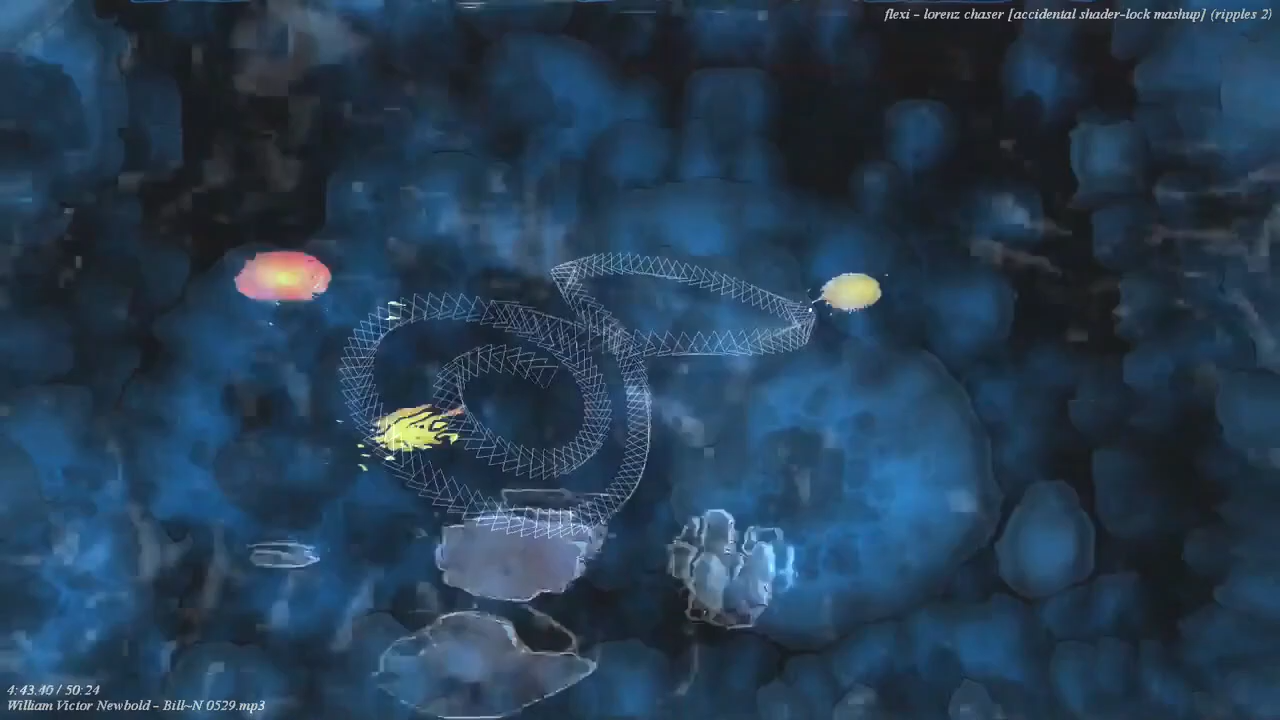 flexi - lorenz chaser [accidental shader-lock mashup] (ripples 2)
4:43.40 / 50:24
William Victor Newbold - Bill~N 0529.mp3